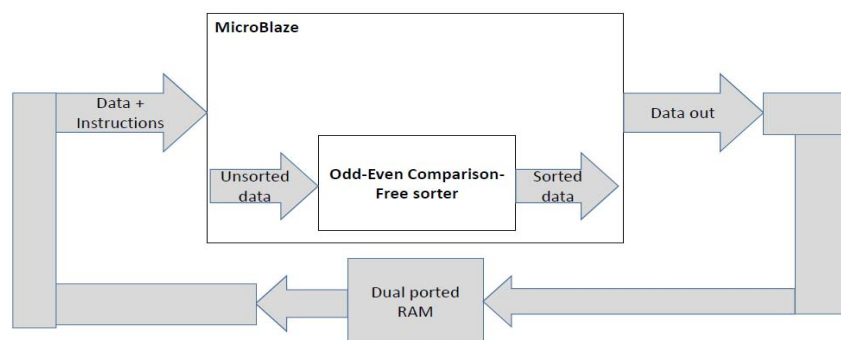 MicroBlaze
Data +
Instructions
Data out
Unsorted
data
Odd-Even Comparison-
Free sorter
Sorted
data
Dual ported
RAM